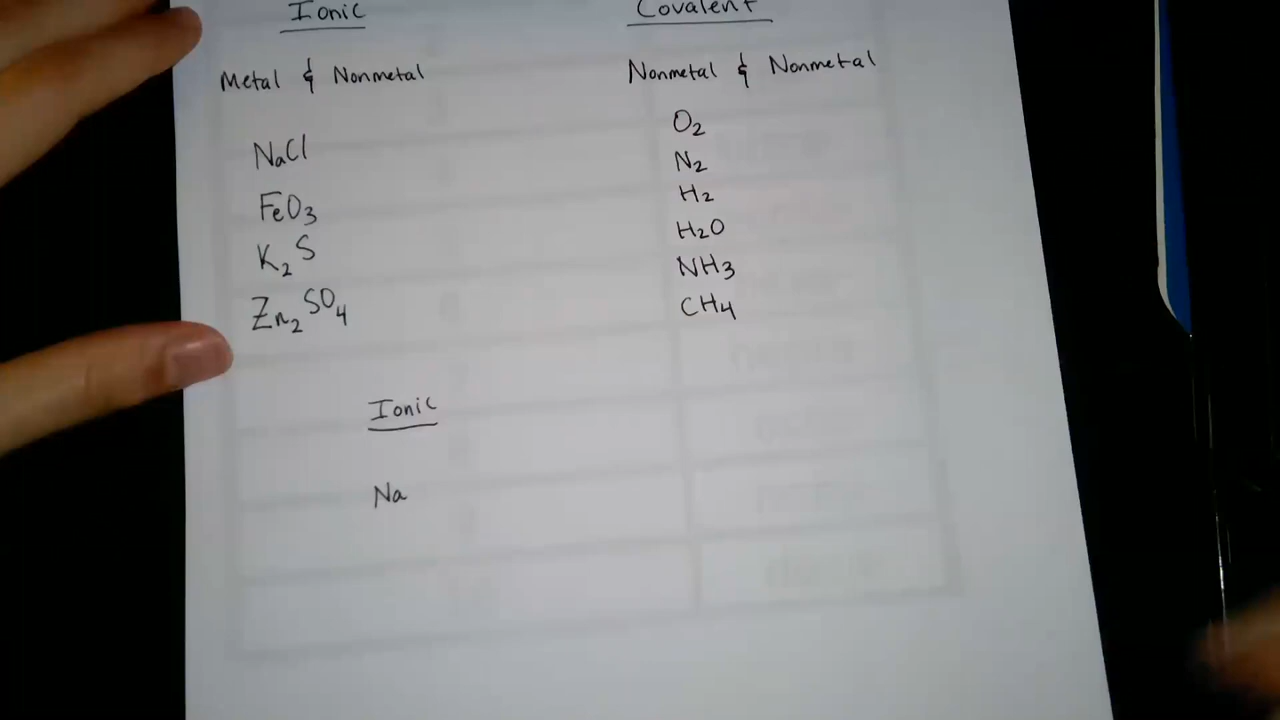 Ionic
Covalent
Metal & Nonmetal
Nonmetal & Nonmetal
NaCl
FeO3
K2S
Zn2SO4
O2
N2
H2
H2O
NH3
CH4
Ionic
Na